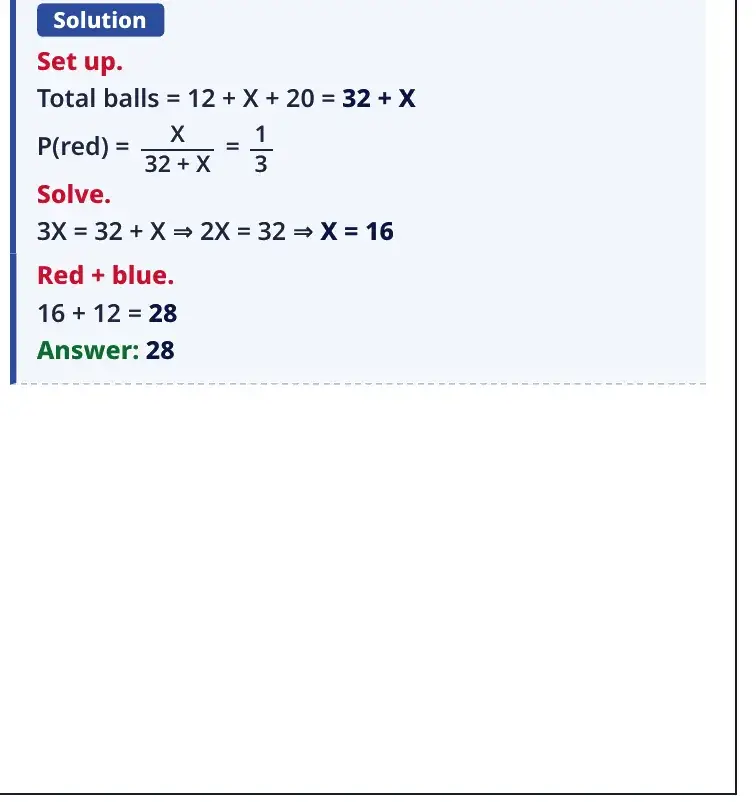 Solution
Set up.
Total balls = 12 + X + 20 = 32 + X
P(red) = X / (32 + X) = 1 / 3
Solve.
3X = 32 + X ⇒ 2X = 32 ⇒ X = 16
Red + blue.
16 + 12 = 28
Answer: 28